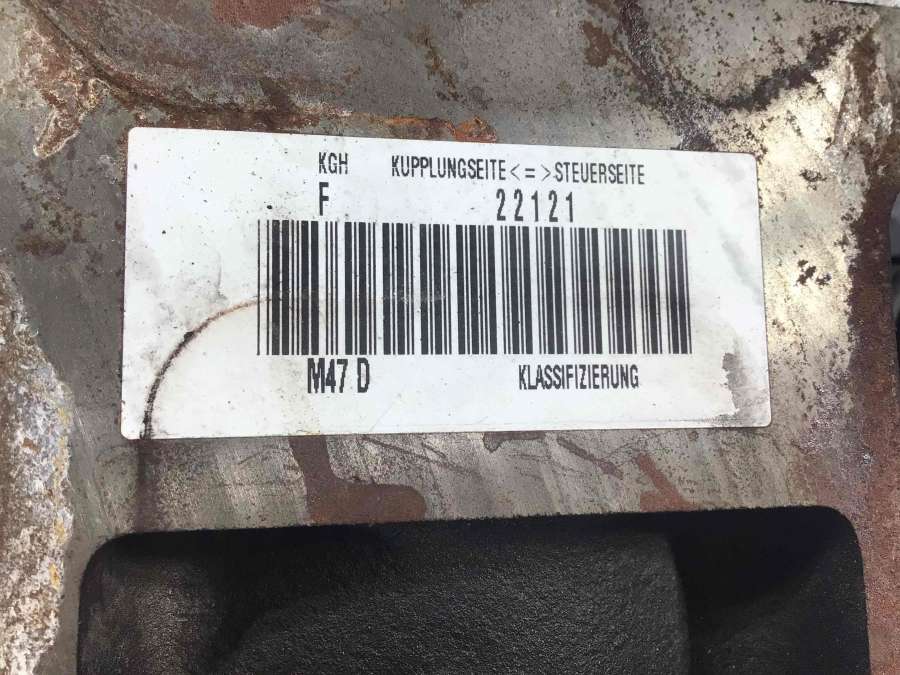 KGH KUPPLUNGSEITE<=>STEUERSEITE
F 22121
M47 D KLASSIFIZIERUNG